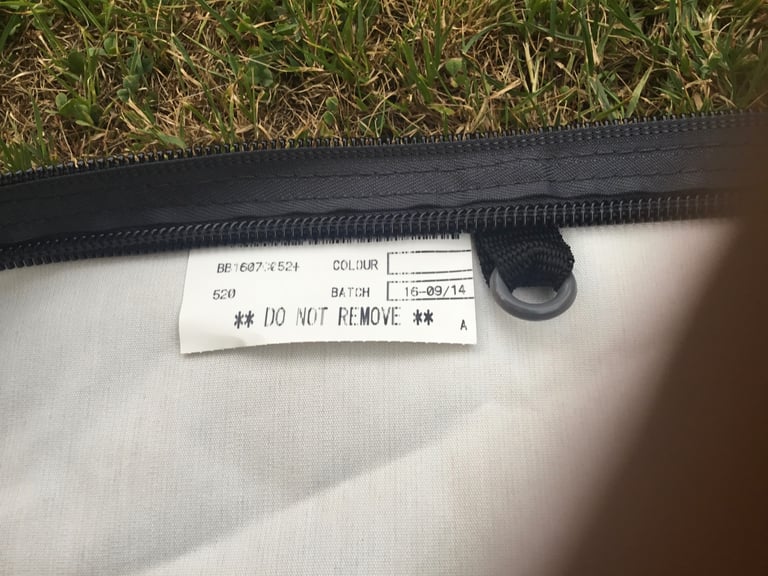 COLOUR
520 BATCH 16-09/14
** DO NOT REMOVE **
A